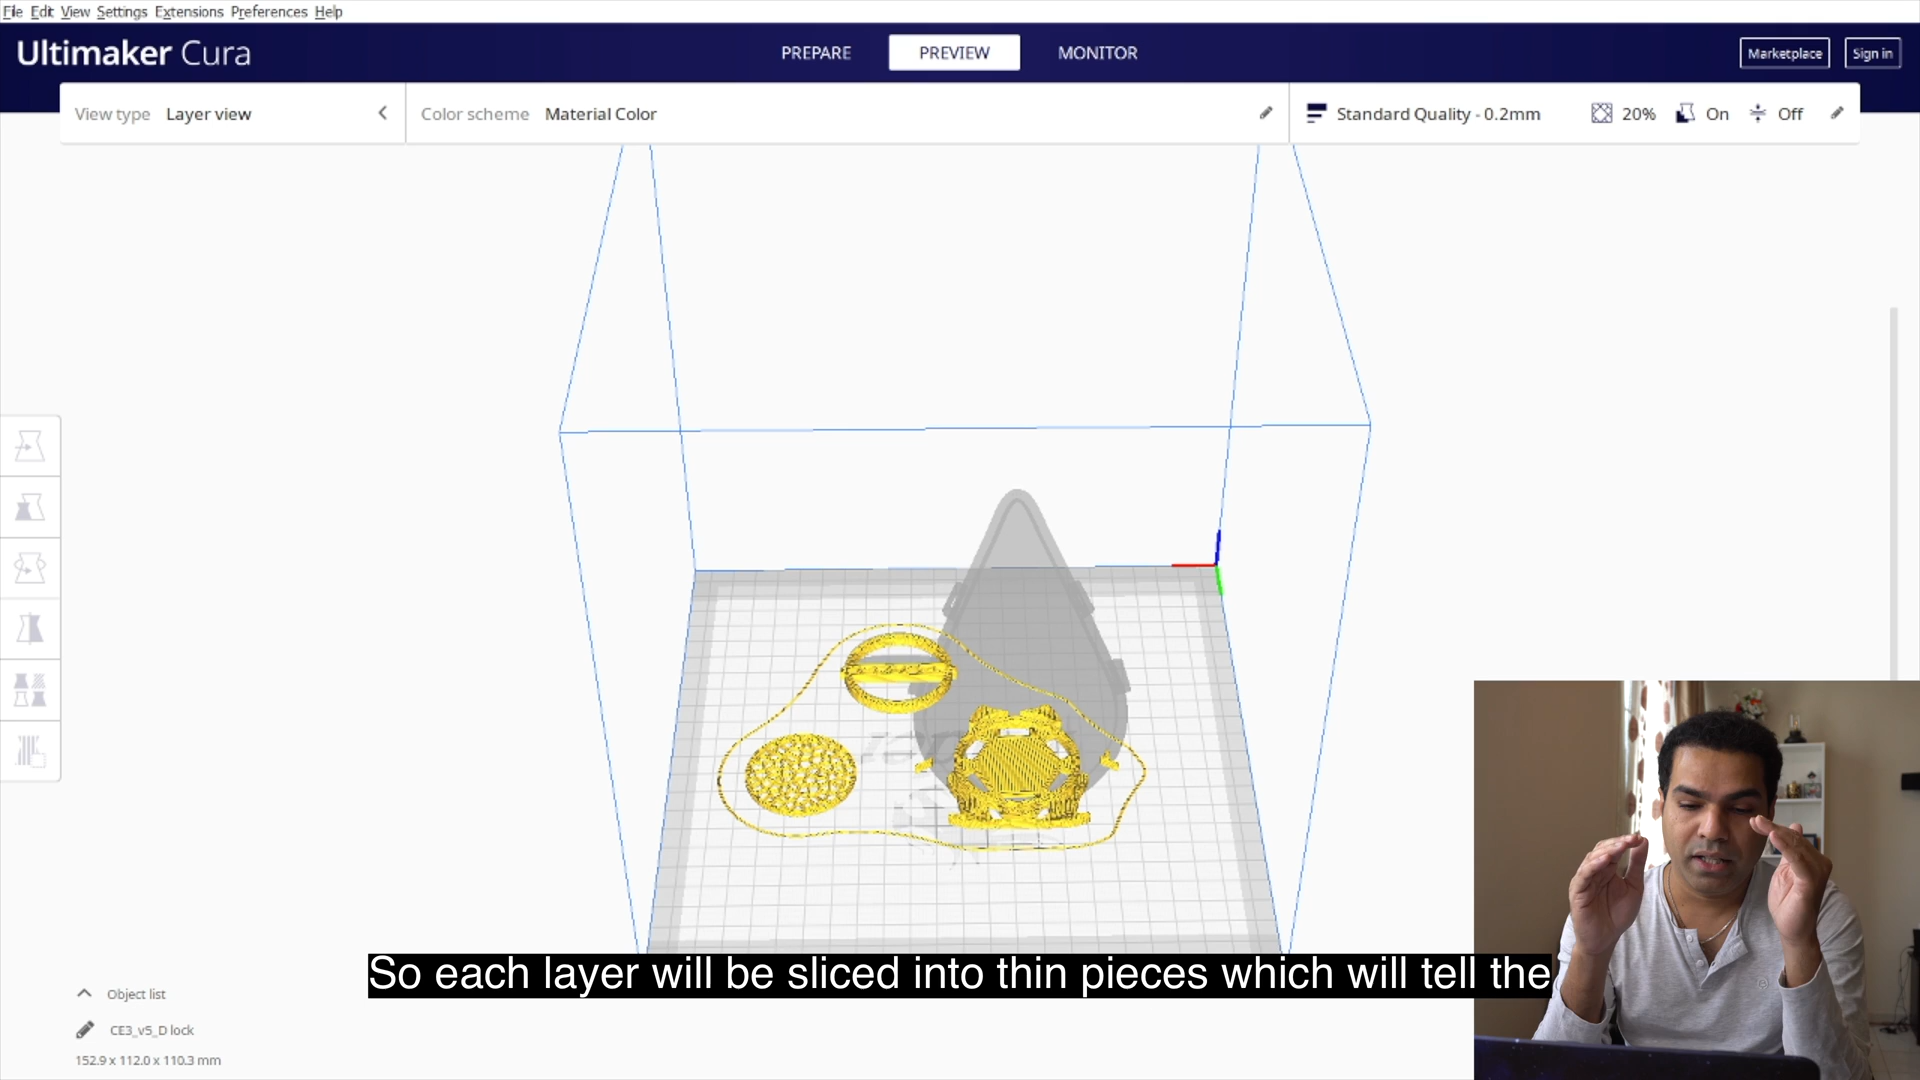 File Edit View Settings Extensions Preferences Help
Ultimaker Cura
PREPARE PREVIEW MONITOR
Marketplace Sign in
View type Layer view
Color scheme Material Color
Standard Quality - 0.2mm 20% On Off
So each layer will be sliced into thin pieces which will tell the
Object list
CE3_v5_D lock
152.9 x 112.0 x 110.3 mm